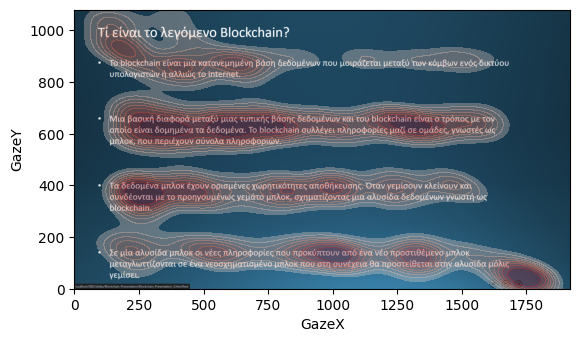 Τί είναι το λεγόμενο Blockchain?
• Το blockchain είναι μια κατανεμημένη βάση δεδομένων που μοιράζεται μεταξύ των κόμβων ενός δικτύου
υπολογιστών ή αλλιώς το internet.
• Μια βασική διαφορά μεταξύ μιας τυπικής βάσης δεδομένων και του blockchain είναι ο τρόπος με τον
οποίο είναι δομημένα τα δεδομένα. Το blockchain συλλέγει πληροφορίες μαζί σε ομάδες, γνωστές ως
μπλοκ, που περιέχουν σύνολα πληροφοριών.
• Τα δεδομένα μπλοκ έχουν ορισμένες χωρητικότητες αποθήκευσης. Όταν γεμίσουν κλείνουν και
συνδέονται με το προηγουμένως γεμάτο μπλοκ, σχηματίζοντας μια αλυσίδα δεδομένων γνωστή ως
blockchain.
• Σε μία αλυσίδα μπλοκ οι νέες πληροφορίες που προκύπτουν από ένα νέο προστιθέμενο μπλοκ
μεταγλωττίζονται σε ένα νεοσχηματισμένο μπλοκ που στη συνέχεια θα προστεθεί στην αλυσίδα μόλις
γεμίσει.
GazeY
1000
800
600
400
200
0
0 250 500 750 1000 1250 1500 1750
GazeX